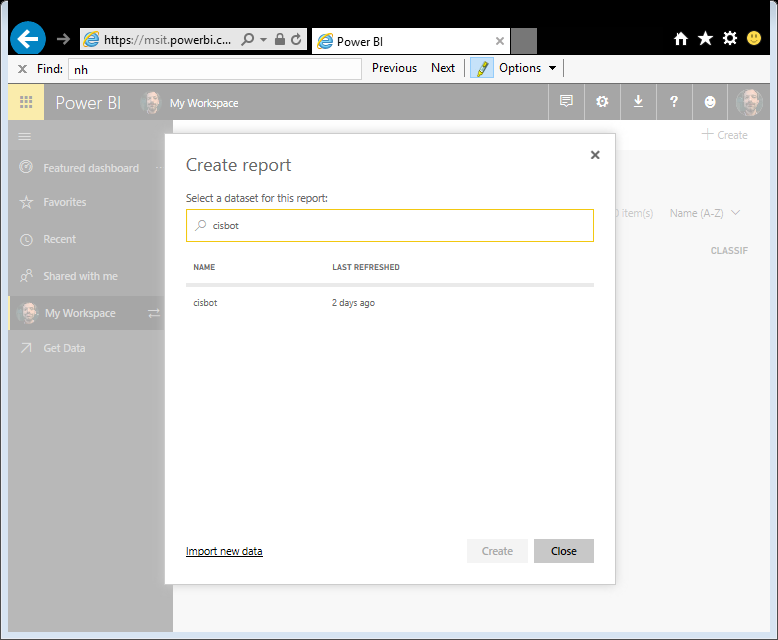 https://msit.powerbi.c...
Power BI
Find:
nh
Previous
Next
Options
Power BI
My Workspace
Create
Featured dashboard
...
Favorites
Recent
Shared with me
My Workspace
Get Data
item(s)
Name (A-Z)
CLASSIF
Create report
Select a dataset for this report:
cisbot
NAME
LAST REFRESHED
cisbot
2 days ago
Import new data
Create
Close